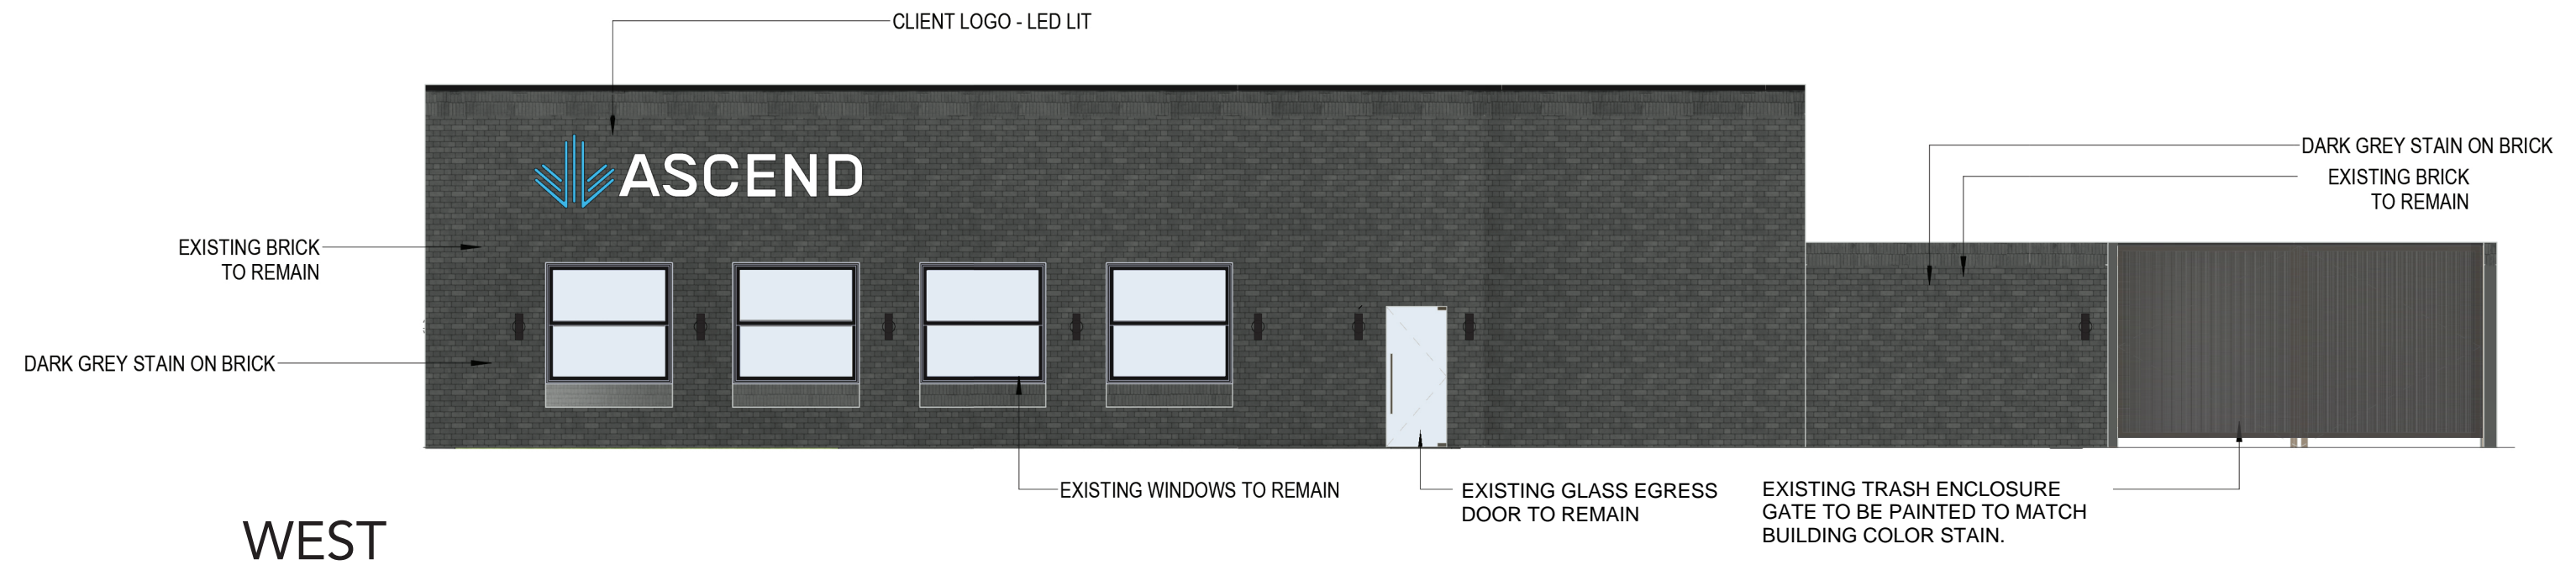 CLIENT LOGO - LED LIT
ASCEND
DARK GREY STAIN ON BRICK
EXISTING BRICK
TO REMAIN
EXISTING BRICK
TO REMAIN
DARK GREY STAIN ON BRICK
EXISTING WINDOWS TO REMAIN
EXISTING GLASS EGRESS
DOOR TO REMAIN
EXISTING TRASH ENCLOSURE
GATE TO BE PAINTED TO MATCH
BUILDING COLOR STAIN.
WEST